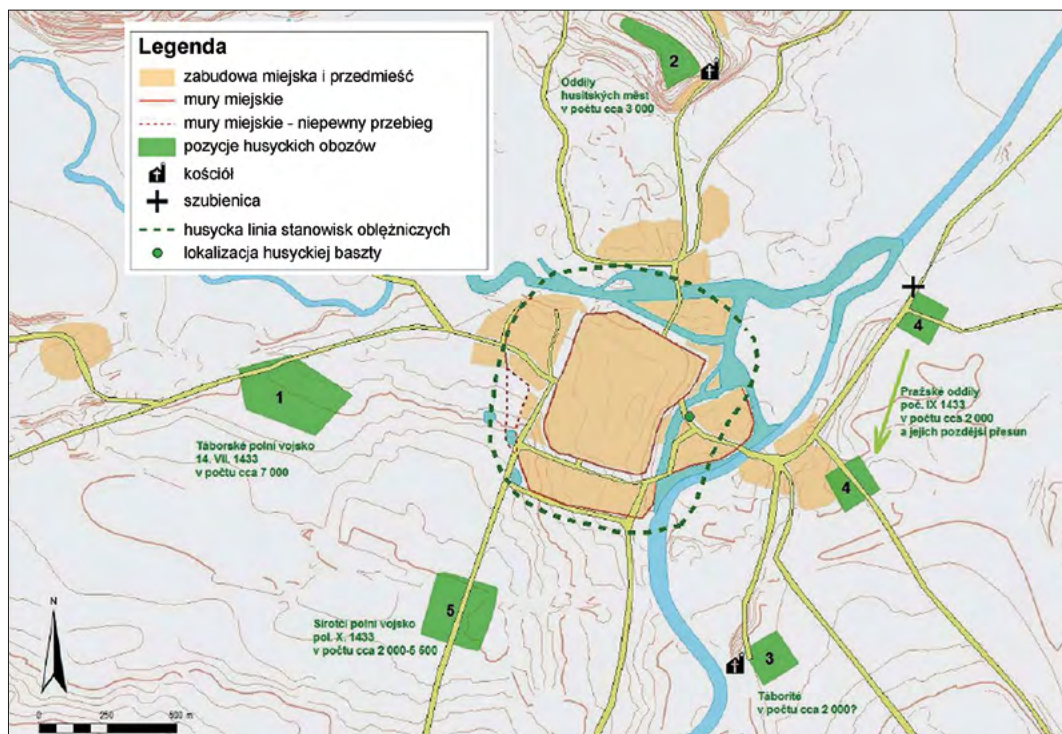 Legenda
zabudowa miejska i przedmieść
mury miejskie
mury miejskie - niepewny przebieg
pozycje husyckich obozów
kościół
szubienica
husycka linia stanowisk oblężniczych
lokalizacja husyckiej baszty
2
Oddíly
husitských měst
v počtu cca 3 000
4
Pražské oddíly
poč. IX 1433
v počtu cca 2 000
a jejich pozdější přesun
1
Táborské polní vojsko
14. VII. 1433
v počtu cca 7 000
4
5
Sirotčí polní vojsko
pol. X. 1433
v počtu cca 2 000-5 500
3
Táborité
v počtu cca 2 000?
N
0 250 500 m